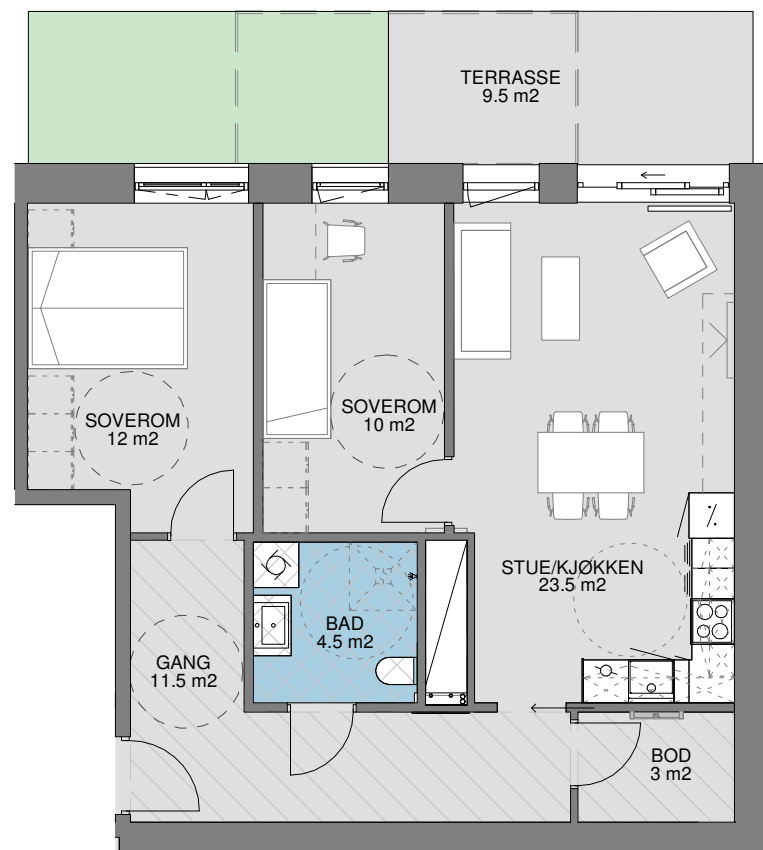 TERRASSE
9.5 m2
SOVEROM
12 m2
SOVEROM
10 m2
STUE/KJØKKEN
23.5 m2
BAD
4.5 m2
GANG
11.5 m2
BOD
3 m2